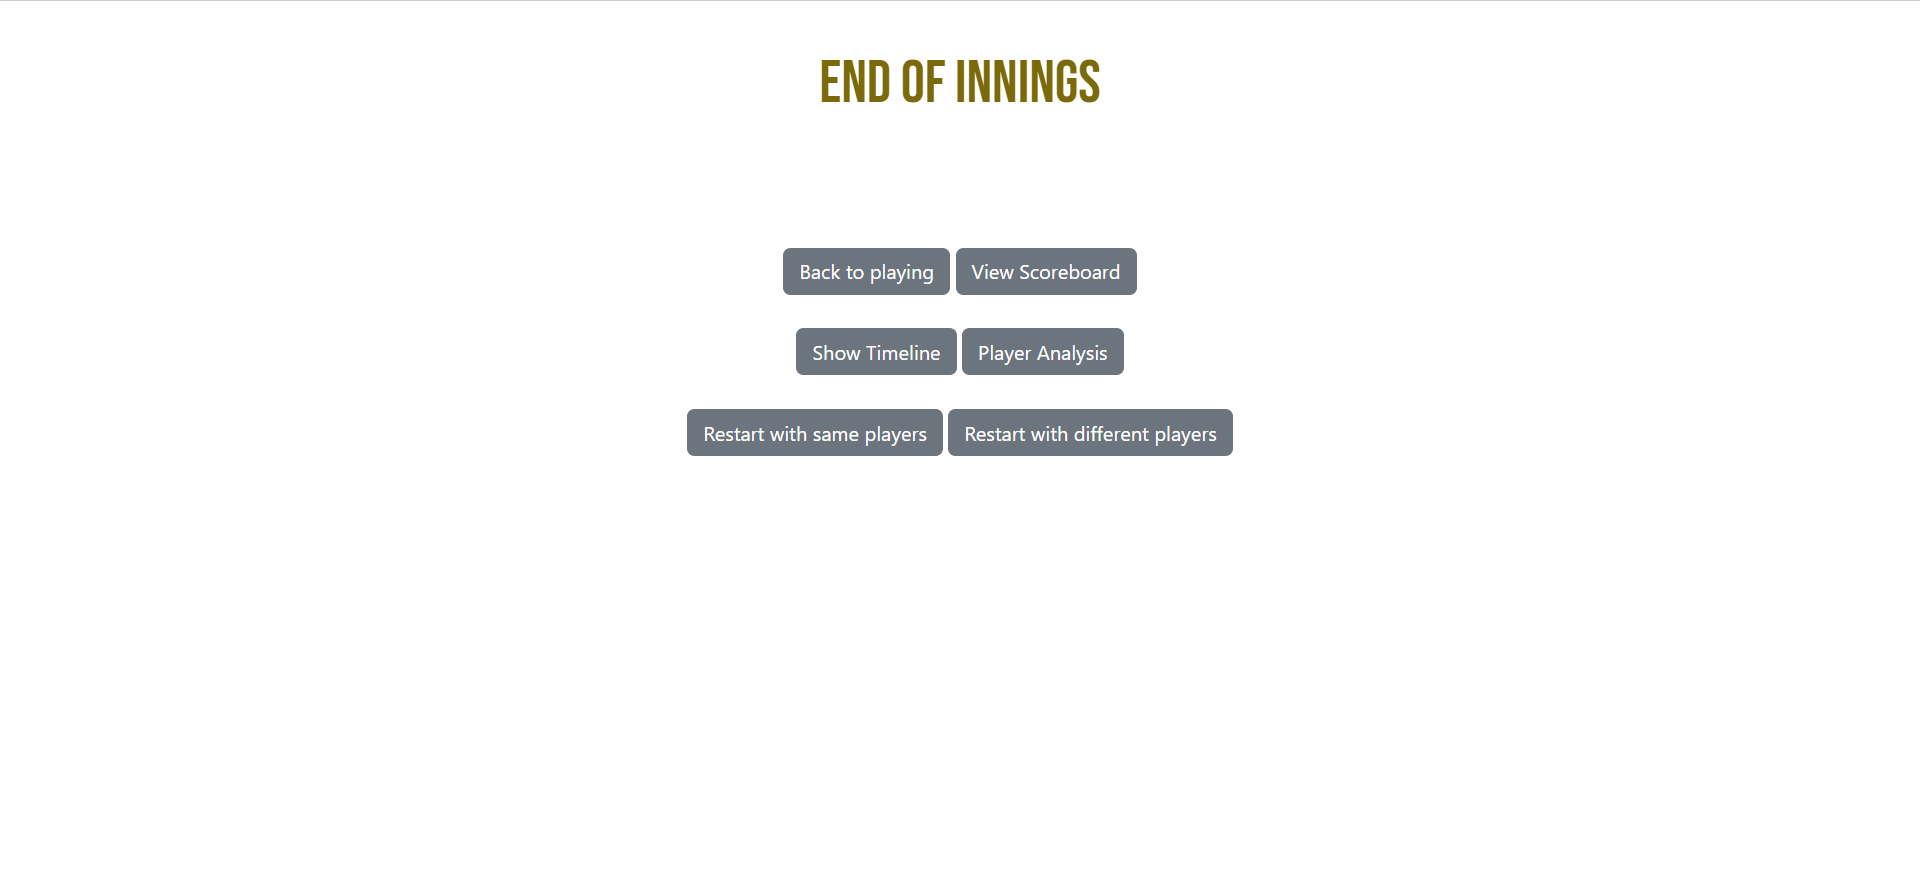 END OF INNINGS
Back to playing View Scoreboard
Show Timeline Player Analysis
Restart with same players Restart with different players